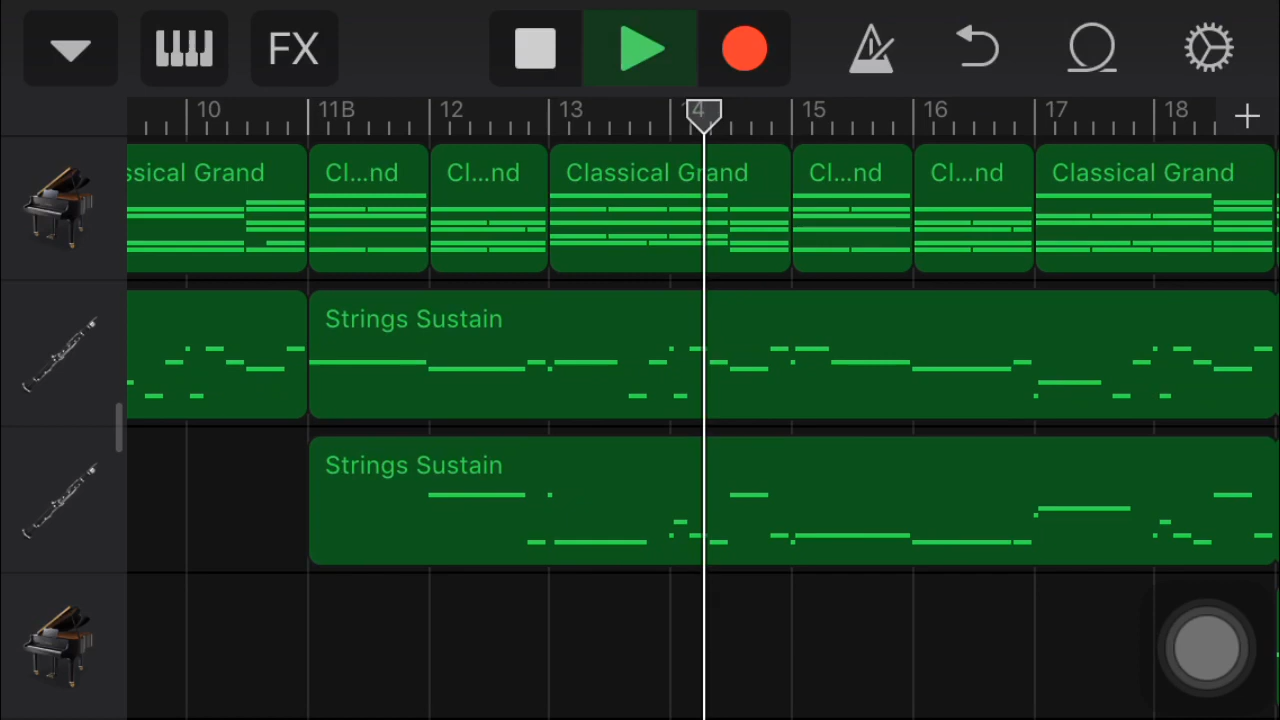 FX
10 11B 12 13 14 15 16 17 18
ssical Grand Cl...nd Cl...nd Classical Grand Cl...nd Cl...nd Classical Grand
Strings Sustain
Strings Sustain